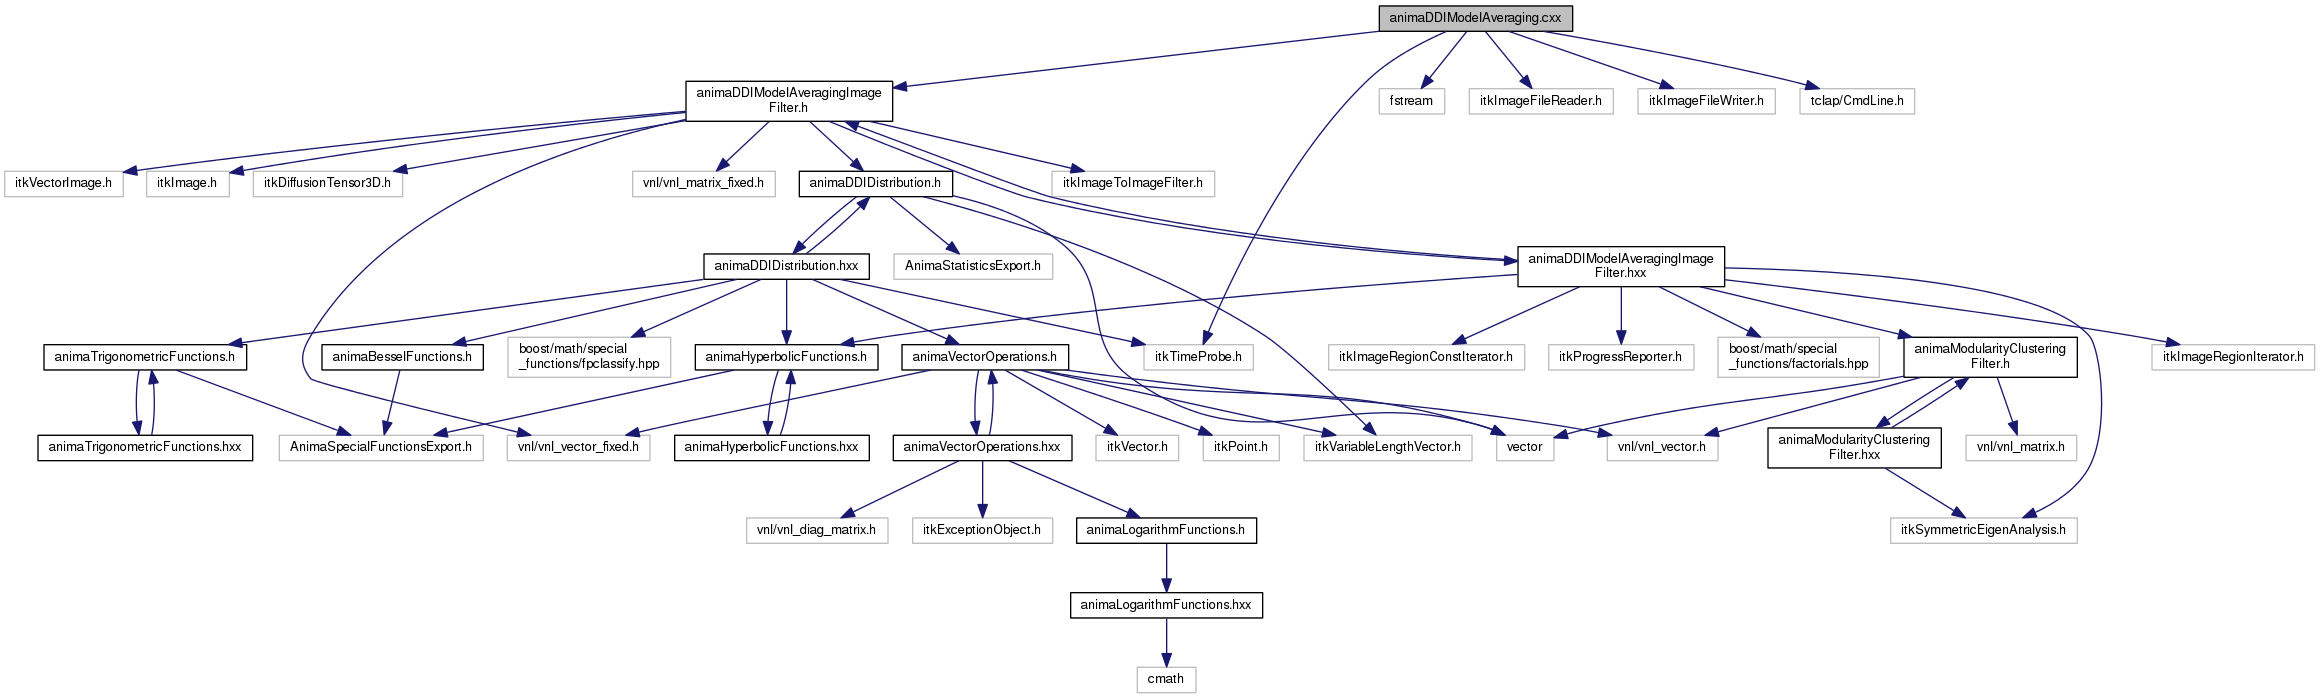 animaDDIModelAveraging.cxx
animaDDIModelAveragingImage
Filter.h
fstream
itkImageFileReader.h
itkImageFileWriter.h
tclap/CmdLine.h
itkVectorImage.h
itkImage.h
itkDiffusionTensor3D.h
vnl/vnl_matrix_fixed.h
animaDDIDistribution.h
itkImageToImageFilter.h
animaDDIDistribution.hxx
AnimaStatisticsExport.h
animaDDIModelAveragingImage
Filter.hxx
animaTrigonometricFunctions.h
animaBesselFunctions.h
boost/math/special
_functions/fpclassify.hpp
animaHyperbolicFunctions.h
animaVectorOperations.h
itkTimeProbe.h
itkImageRegionConstIterator.h
itkProgressReporter.h
boost/math/special
_functions/factorials.hpp
animaModularityClustering
Filter.h
itkImageRegionIterator.h
animaTrigonometricFunctions.hxx
AnimaSpecialFunctionsExport.h
vnl/vnl_vector_fixed.h
animaHyperbolicFunctions.hxx
animaVectorOperations.hxx
itkVector.h
itkPoint.h
itkVariableLengthVector.h
vector
vnl/vnl_vector.h
animaModularityClustering
Filter.hxx
vnl/vnl_matrix.h
vnl/vnl_diag_matrix.h
itkExceptionObject.h
animaLogarithmFunctions.h
itkSymmetricEigenAnalysis.h
animaLogarithmFunctions.hxx
cmath